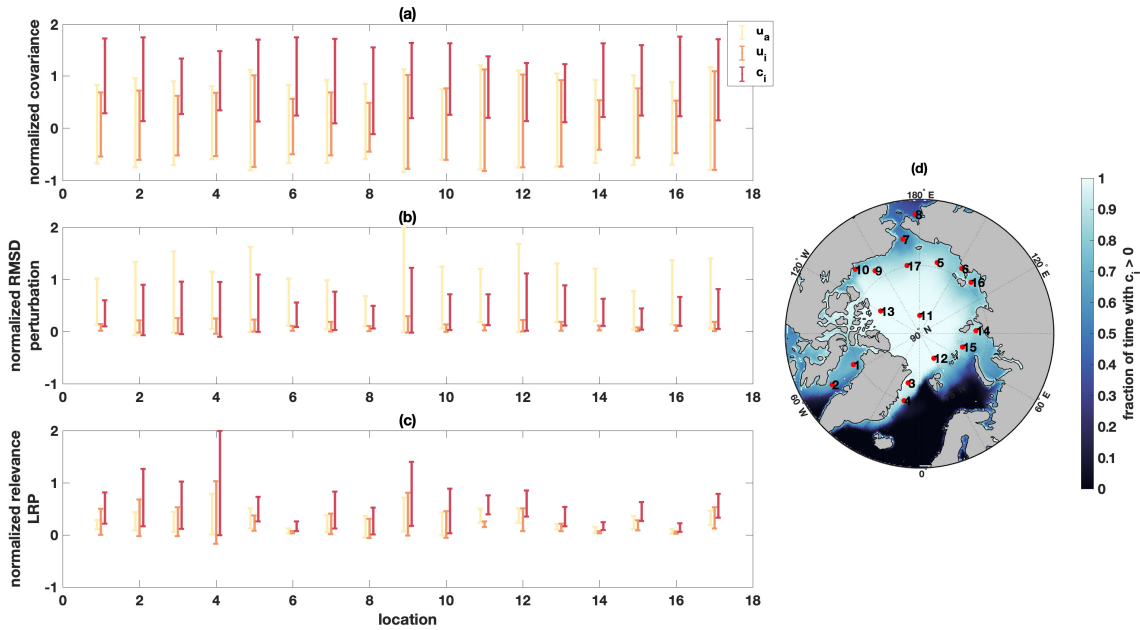 (a)
2
1
0
-1
normalized covariance
0 2 4 6 8 10 12 14 16 18
u_a
u_i
c_i
(b)
2
1
0
-1
normalized RMSD
perturbation
0 2 4 6 8 10 12 14 16 18
(c)
2
1
0
-1
normalized relevance
LRP
0 2 4 6 8 10 12 14 16 18
location
(d)
180° E
120° W
120° E
60° W
60° E
0°
90° N
8
7
10 9 17 5 6
16
13
11
14
15
12
1
2
3
4
1
0.9
0.8
0.7
0.6
0.5
0.4
0.3
0.2
0.1
0
fraction of time with c_i > 0